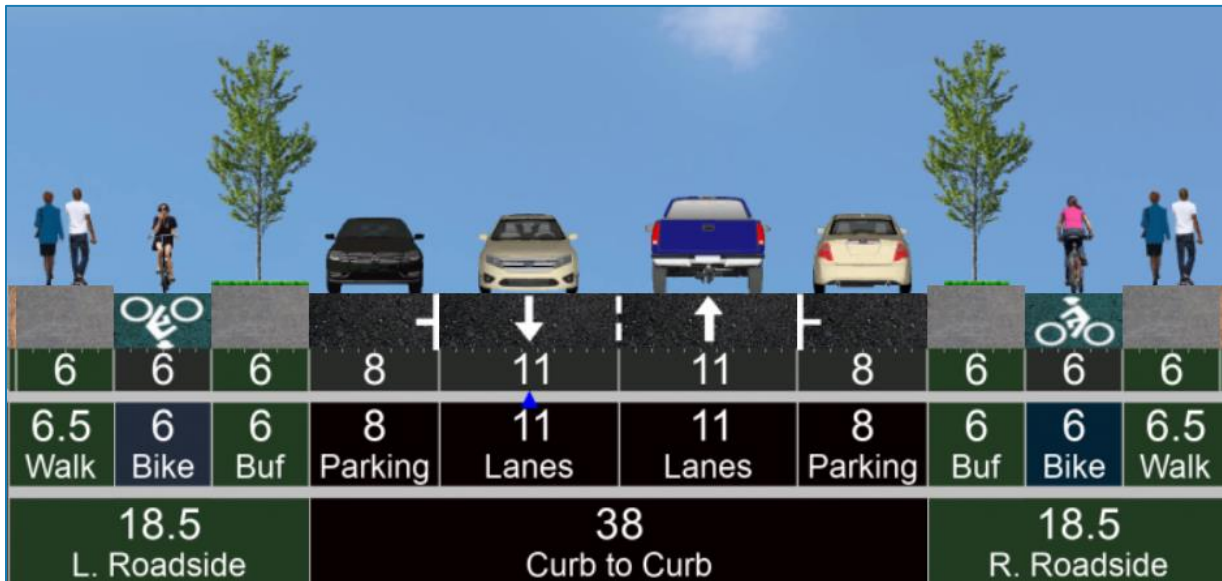 6 6 6 8 11 11 8 6 6 6
6.5 6 6 8 11 11 8 6 6 6.5
Walk Bike Buf Parking Lanes Lanes Parking Buf Bike Walk
18.5 38 18.5
L. Roadside Curb to Curb R. Roadside